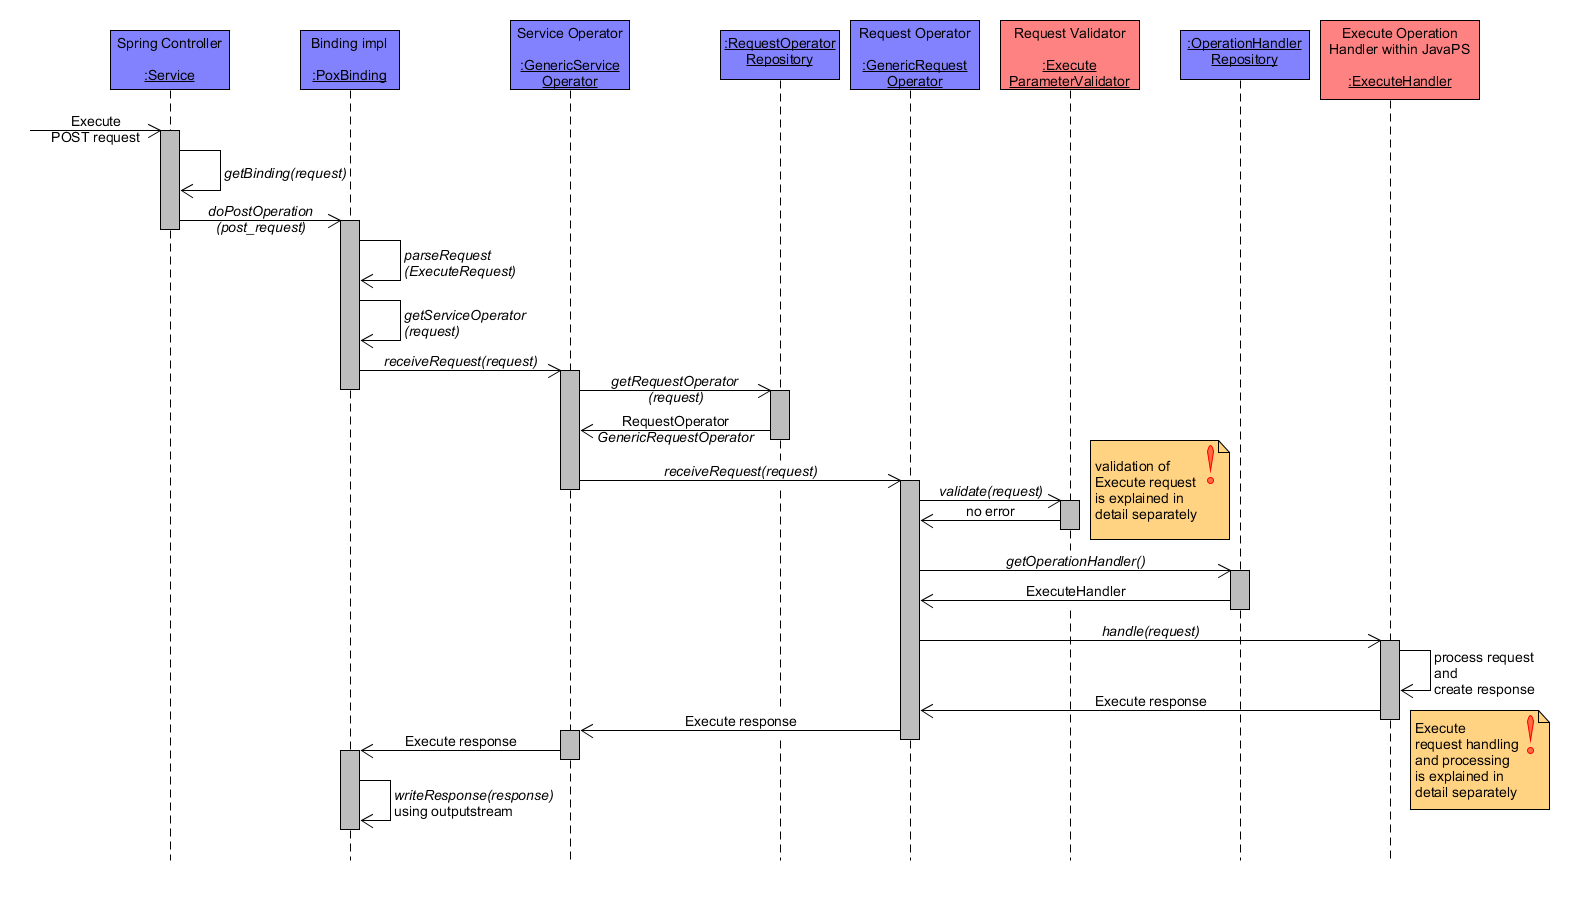 Spring Controller
:Service
Binding impl
:PoxBinding
Service Operator
:GenericService
Operator
:RequestOperator
Repository
Request Operator
:GenericRequest
Operator
Request Validator
:Execute
ParameterValidator
:OperationHandler
Repository
Execute Operation
Handler within JavaPS
:ExecuteHandler
Execute
POST request
getBinding(request)
doPostOperation
(post_request)
parseRequest
(ExecuteRequest)
getServiceOperator
(request)
receiveRequest(request)
getRequestOperator
(request)
RequestOperator
GenericRequestOperator
receiveRequest(request)
validate(request)
no error
validation of
Execute request
is explained in
detail separately
getOperationHandler()
ExecuteHandler
handle(request)
process request
and
create response
Execute response
Execute response
Execute response
Execute
request handling
and processing
is explained in
detail separately
writeResponse(response)
using outputstream